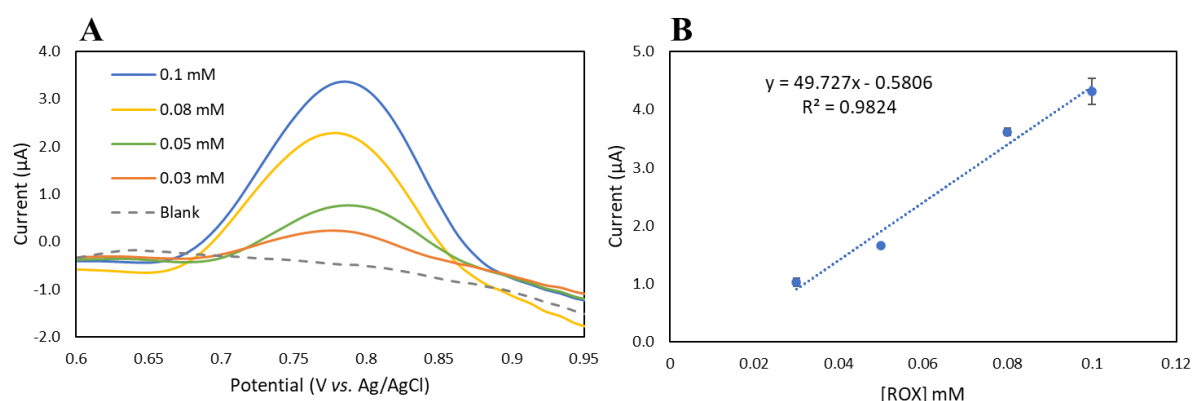 A
4.0
3.0
2.0
1.0
0.0
-1.0
-2.0
Current (µA)
0.1 mM
0.08 mM
0.05 mM
0.03 mM
Blank
0.6
0.65
0.7
0.75
0.8
0.85
0.9
0.95
Potential (V vs. Ag/AgCl)
B
5.0
4.0
3.0
2.0
1.0
0.0
Current (µA)
y = 49.727x - 0.5806
R² = 0.9824
0
0.02
0.04
0.06
0.08
0.1
0.12
[ROX] mM